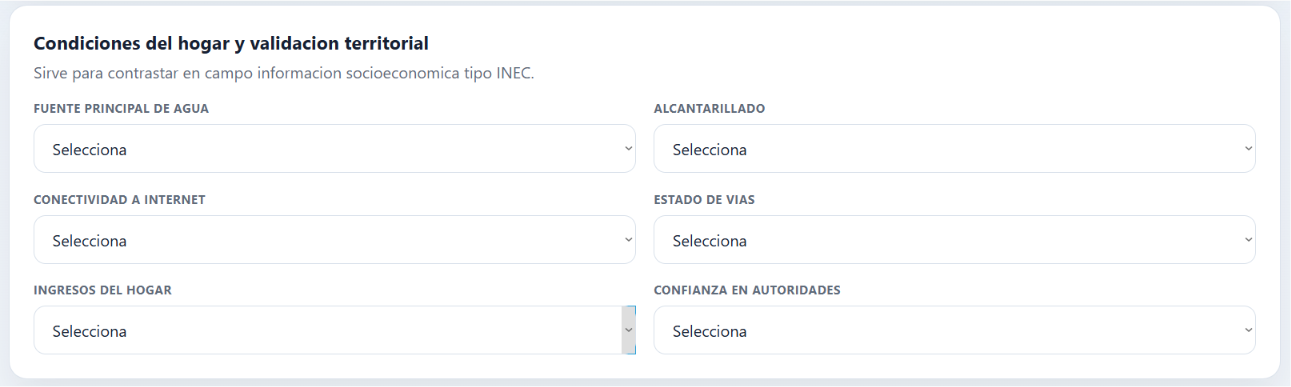 Condiciones del hogar y validacion territorial
Sirve para contrastar en campo informacion socioeconomica tipo INEC.
FUENTE PRINCIPAL DE AGUA
Selecciona
ALCANTARILLADO
Selecciona
CONECTIVIDAD A INTERNET
Selecciona
ESTADO DE VIAS
Selecciona
INGRESOS DEL HOGAR
Selecciona
CONFIANZA EN AUTORIDADES
Selecciona